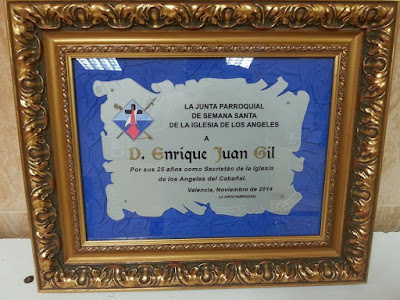 LA JUNTA PARROQUIAL
DE SEMANA SANTA
DE LA IGLESIA DE LOS ANGELES
A
D. Enrique Juan Gil
Por sus 25 años como Sacristán de la Iglesia
de los Angeles del Cabañal.
Valencia, Noviembre de 2014
LA JUNTA PARROQUIAL